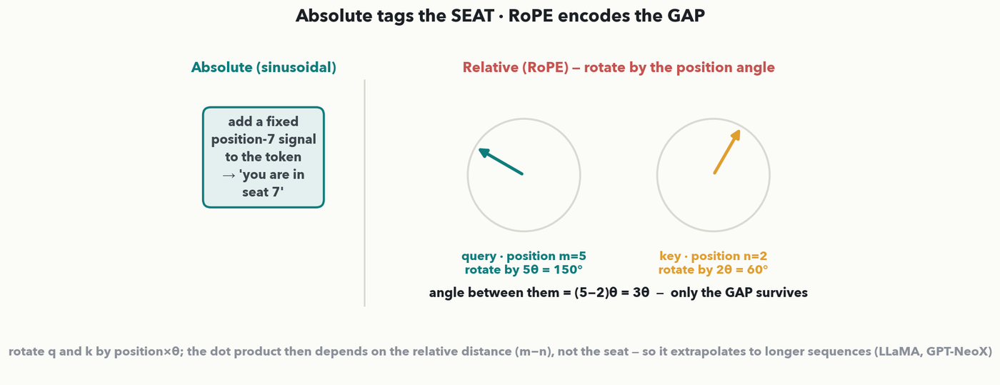 Absolute tags the SEAT · RoPE encodes the GAP
Absolute (sinusoidal)
add a fixed
position-7 signal
to the token
→ 'you are in
seat 7'
Relative (RoPE) — rotate by the position angle
query · position m=5
rotate by 5θ = 150°
key · position n=2
rotate by 2θ = 60°
angle between them = (5−2)θ = 3θ — only the GAP survives
rotate q and k by position×θ; the dot product then depends on the relative distance (m−n), not the seat — so it extrapolates to longer sequences (LLaMA, GPT-NeoX)